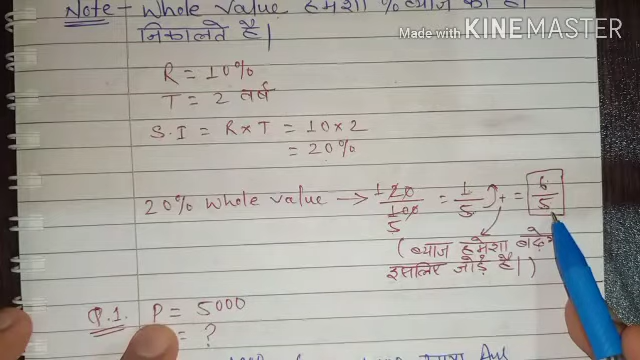 Made with KINEMASTER
Note - Whole Value हमेशा % ब्याज का ही
निकालते है।
R = 10%
T = 2 वर्ष
S.I = R x T = 10 x 2
= 20%
20% whole value → 20/100 = 1/5 + = 6/5
1 5
( ब्याज हमेशा
इसलिए जोड़े है। )
Q.1. P = 5000
= ?